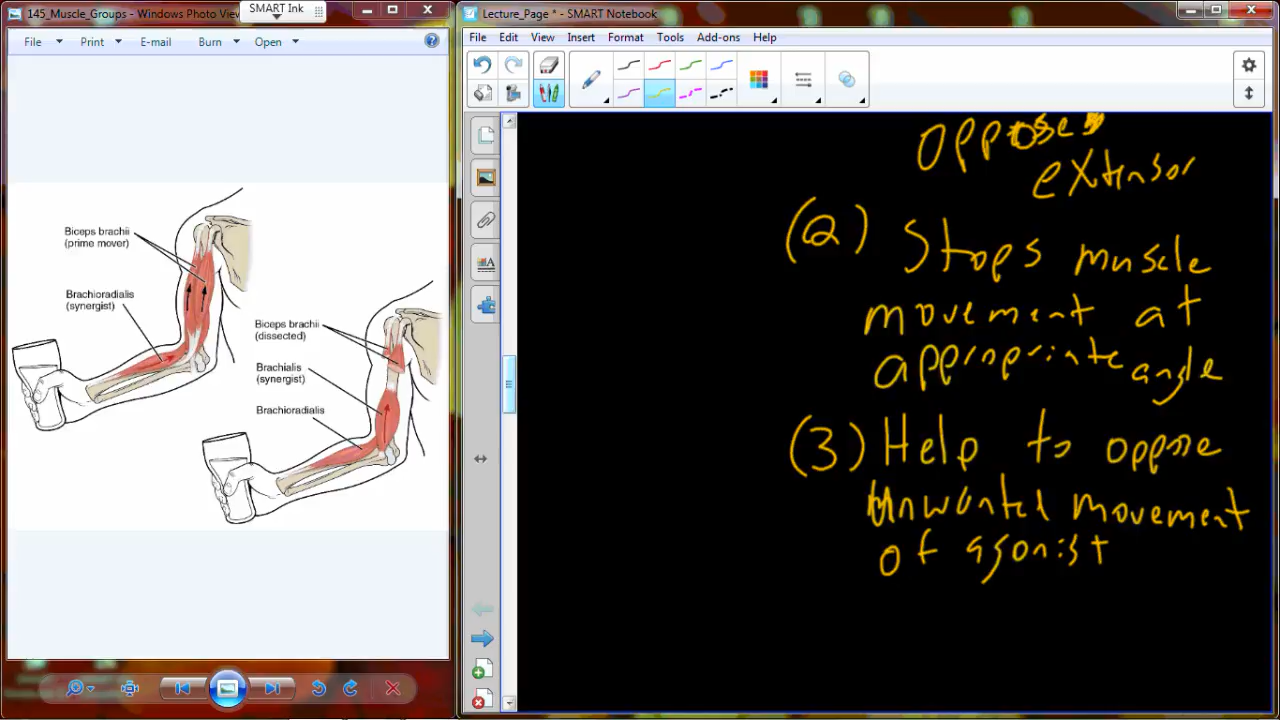 145_Muscle_Groups - Windows Photo View
SMART Ink
File Print E-mail Burn Open
Biceps brachii
(prime mover)
Brachioradialis
(synergist)
Biceps brachii
(dissected)
Brachialis
(synergist)
Brachioradialis
Lecture_Page * - SMART Notebook
File Edit View Insert Format Tools Add-ons Help
opposes
extensor
(2) Stops muscle
movement at
appropriate angle
(3) Help to oppose
Unwanted movement
of agonist